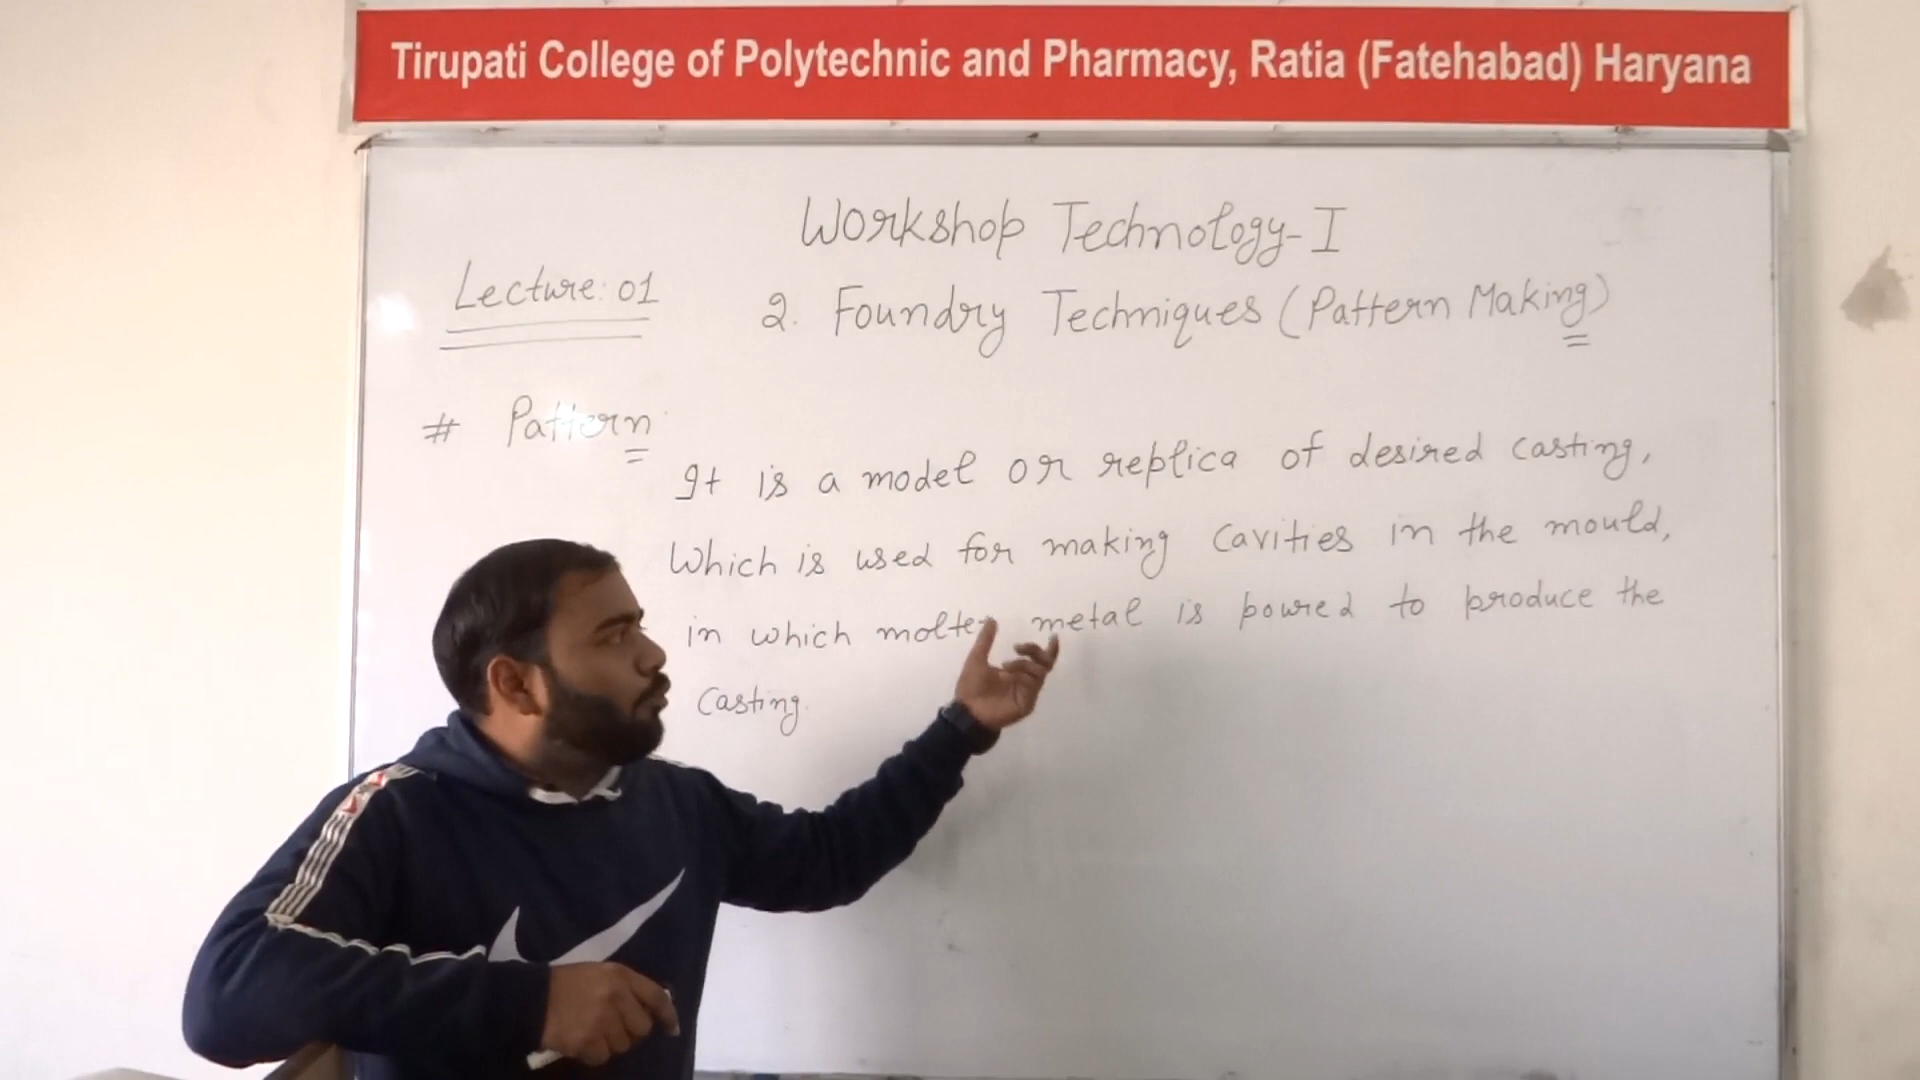 Tirupati College of Polytechnic and Pharmacy, Ratia (Fatehabad) Haryana
Workshop Technology-I
Lecture: 01
2. Foundry Techniques (Pattern Making)
# Pattern
It is a model or replica of desired casting,
Which is used for making Cavities in the mould,
in which molten metal is poured to produce the
Casting.